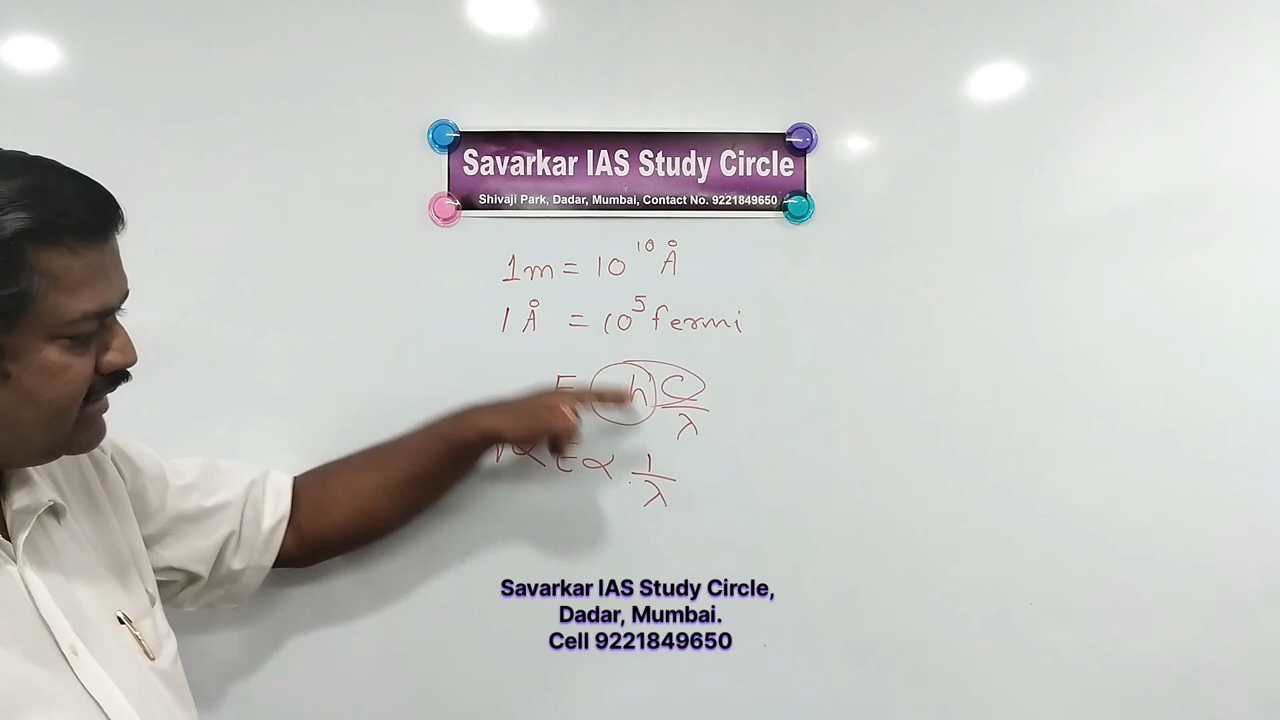 Savarkar IAS Study Circle
Shivaji Park, Dadar, Mumbai, Contact No. 9221849650
1m = 10¹⁰ Å
1 Å = 10⁵ fermi
E h C
λ
∝ E ∝ 1
λ
Savarkar IAS Study Circle,
Dadar, Mumbai.
Cell 9221849650